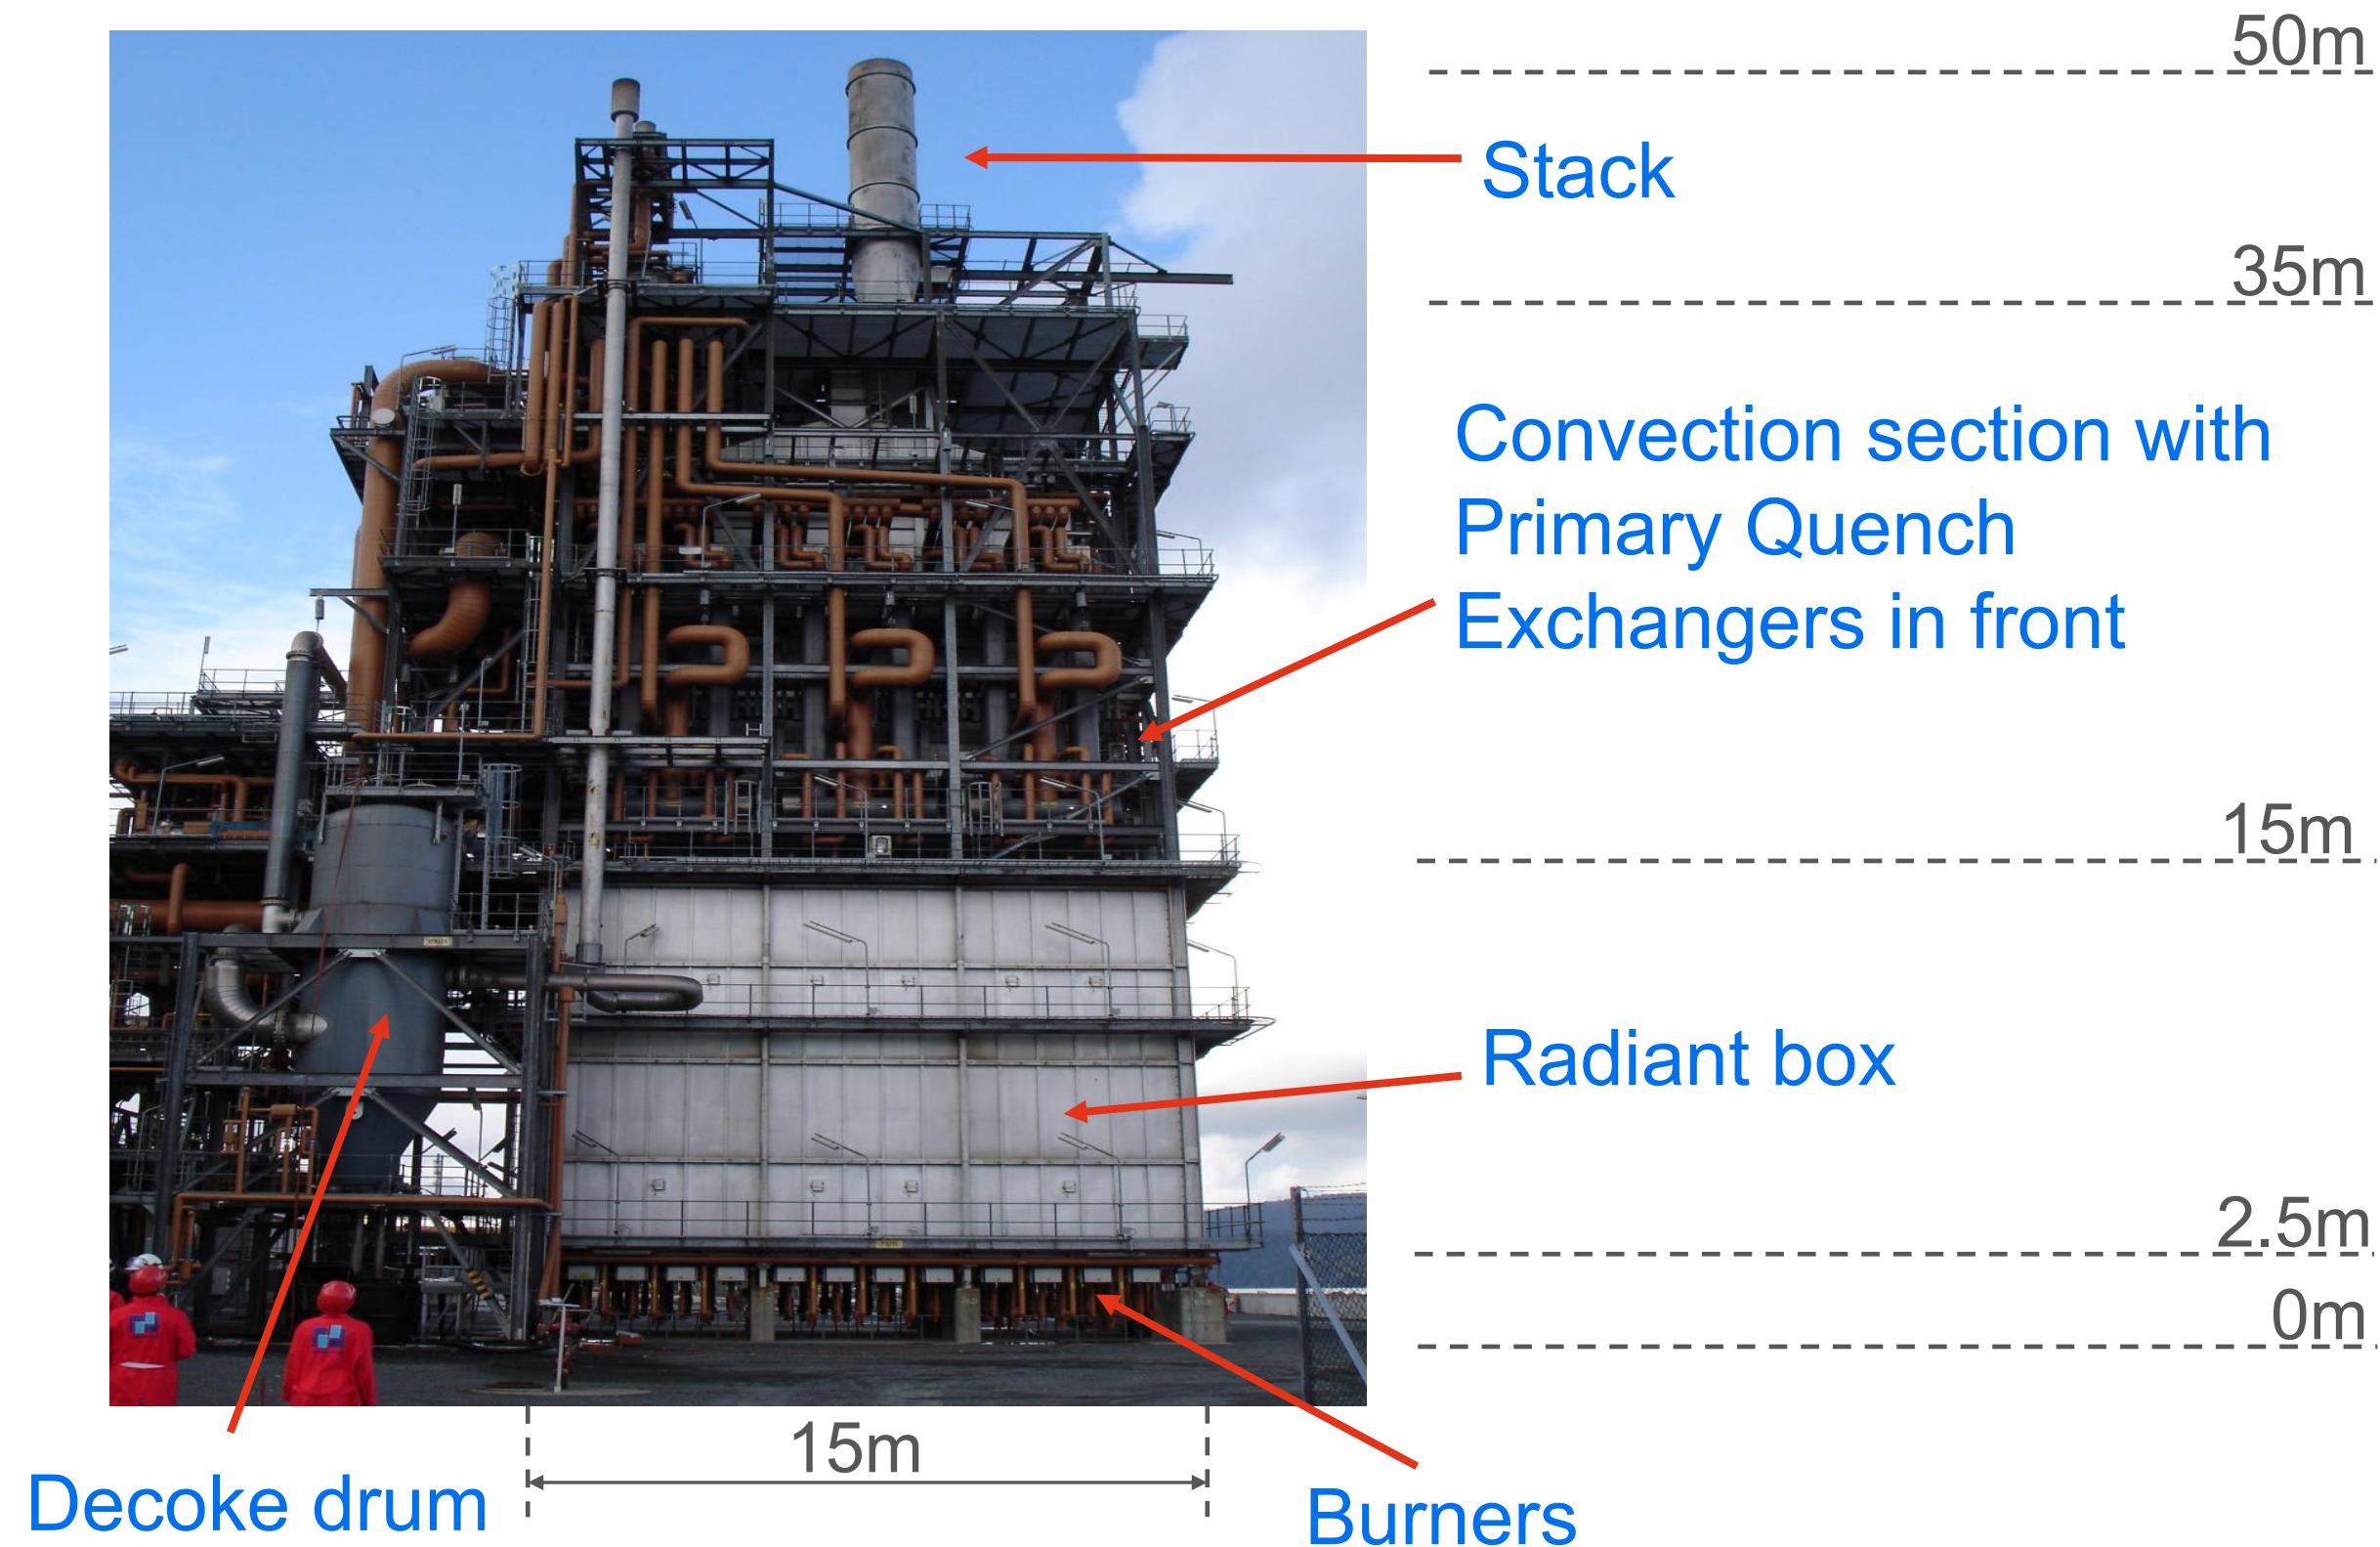 50m
Stack
35m
Convection section with
Primary Quench
Exchangers in front
15m
Radiant box
2.5m
0m
15m
Decoke drum
Burners